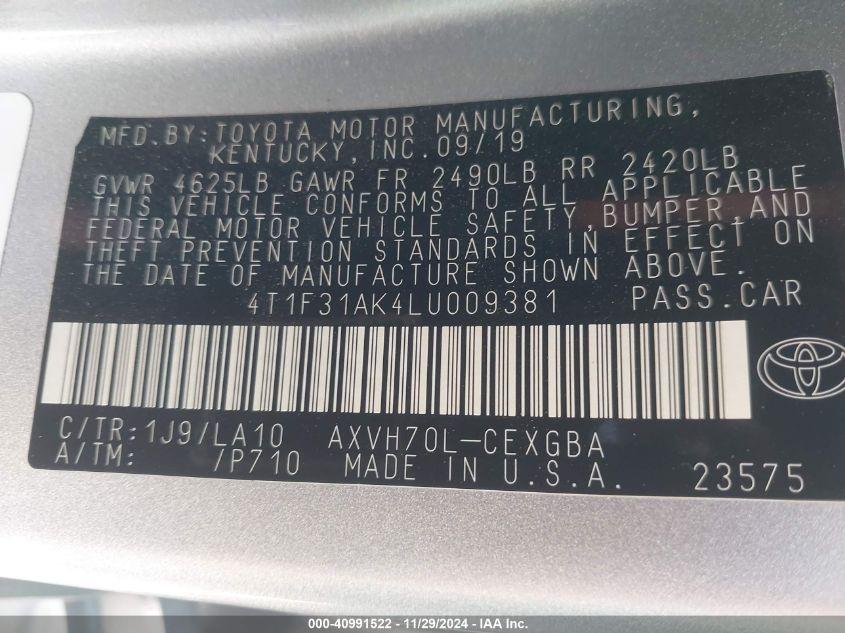 MFD.BY:TOYOTA MOTOR MANUFACTURING,
KENTUCKY,INC.09/19
GVWR 4625LB GAWR FR 2490LB RR 2420LB
THIS VEHICLE CONFORMS TO ALL APPLICABLE
FEDERAL MOTOR VEHICLE SAFETY,BUMPER,AND
THEFT PREVENTION STANDARDS IN EFFECT ON
THE DATE OF MANUFACTURE SHOWN ABOVE.
4T1F31AK4LU009381 PASS.CAR
C/TR:1J9/LA10 AXVH70L-CEXGBA
A/TM: /P710 MADE IN U.S.A. 23575
000-40991522 - 11/29/2024 - IAA Inc.